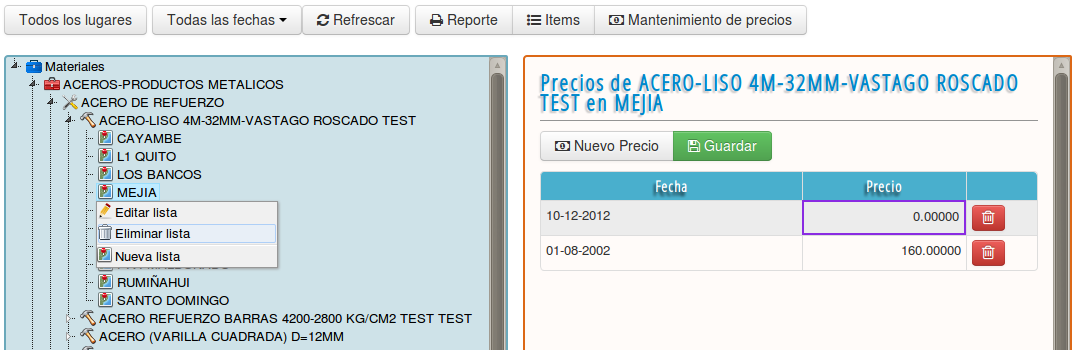 Todos los lugares
Todas las fechas
Refrescar
Reporte
Items
Mantenimiento de precios
Materiales
ACEROS-PRODUCTOS METALICOS
ACERO DE REFUERZO
ACERO-LISO 4M-32MM-VASTAGO ROSCADO TEST
CAYAMBE
L1 QUITO
LOS BANCOS
MEJIA
Editar lista
Eliminar lista
Nueva lista
RUMIÑAHUI
SANTO DOMINGO
ACERO REFUERZO BARRAS 4200-2800 KG/CM2 TEST TEST
ACERO (VARILLA CUADRADA) D=12MM
Precios de ACERO-LISO 4M-32MM-VASTAGO ROSCADO
TEST en MEJIA
Nuevo Precio
Guardar
Fecha Precio
10-12-2012 0.00000
01-08-2002 160.00000